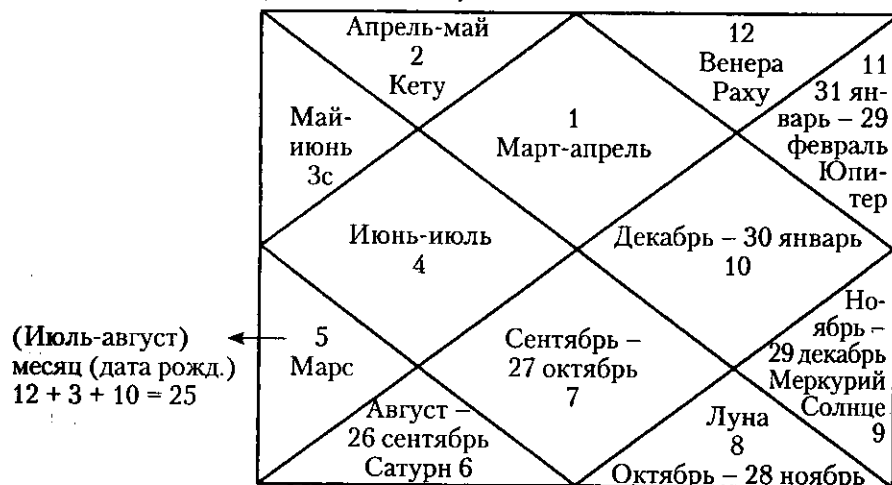 Апрель-май
2
Кету
12
Венера
Раху
11
31 ян-
варь – 29
февраль
Юпи-
тер
Май-
июнь
3с
1
Март-апрель
Июнь-июль
4
Декабрь – 30 январь
10
(Июль-август)
месяц (дата рожд.)
12 + 3 + 10 = 25
5
Марс
Сентябрь –
27 октябрь
7
Но-
ябрь –
29 декабрь
Меркурий
Солнце
9
Август –
26 сентябрь
Сатурн 6
Луна
8
Октябрь – 28 ноябрь